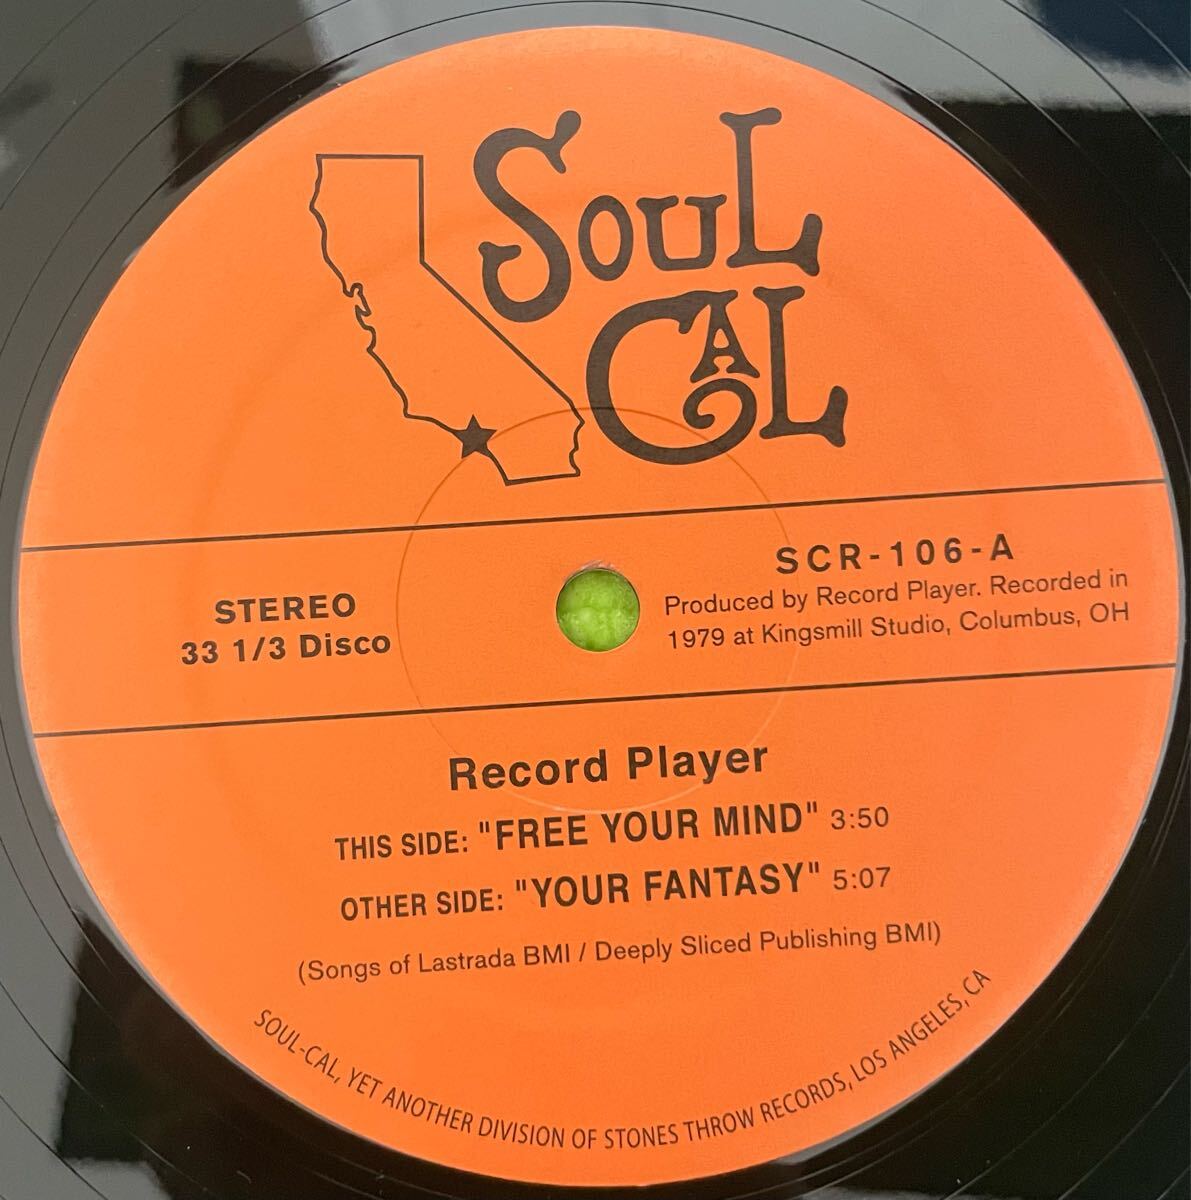 SOUL
CAL
STEREO
33 1/3 Disco
SCR-106-A
Produced by Record Player. Recorded in
1979 at Kingsmill Studio, Columbus, OH
Record Player
THIS SIDE: "FREE YOUR MIND" 3:50
OTHER SIDE: "YOUR FANTASY" 5:07
(Songs of Lastrada BMI / Deeply Sliced Publishing BMI)
SOUL-CAL, YET ANOTHER DIVISION OF STONES THROW RECORDS, LOS ANGELES, CA